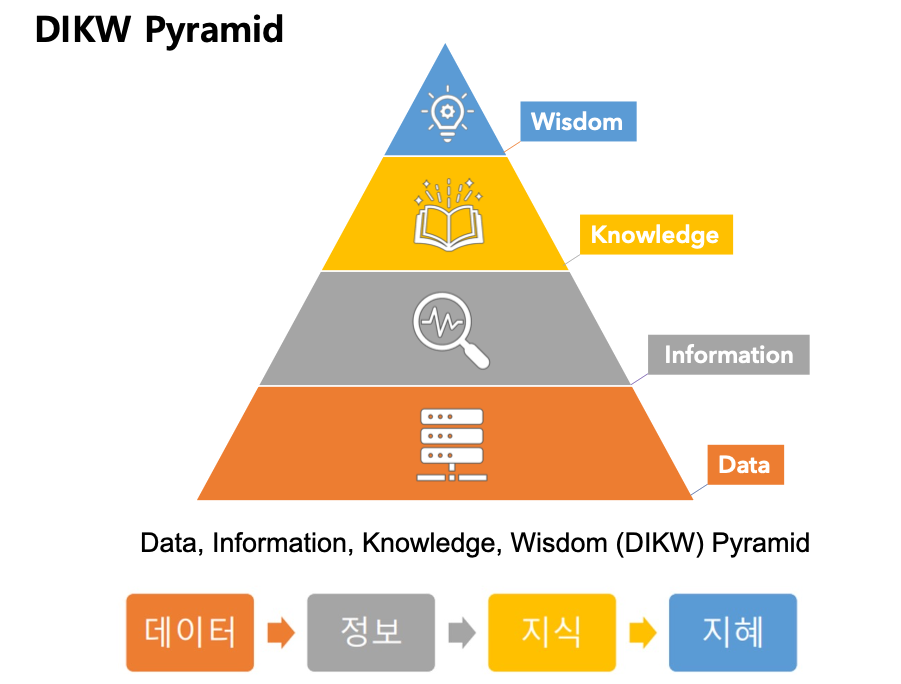 DIKW Pyramid
Wisdom
Knowledge
Information
Data
Data, Information, Knowledge, Wisdom (DIKW) Pyramid
데이터
정보
지식
지혜